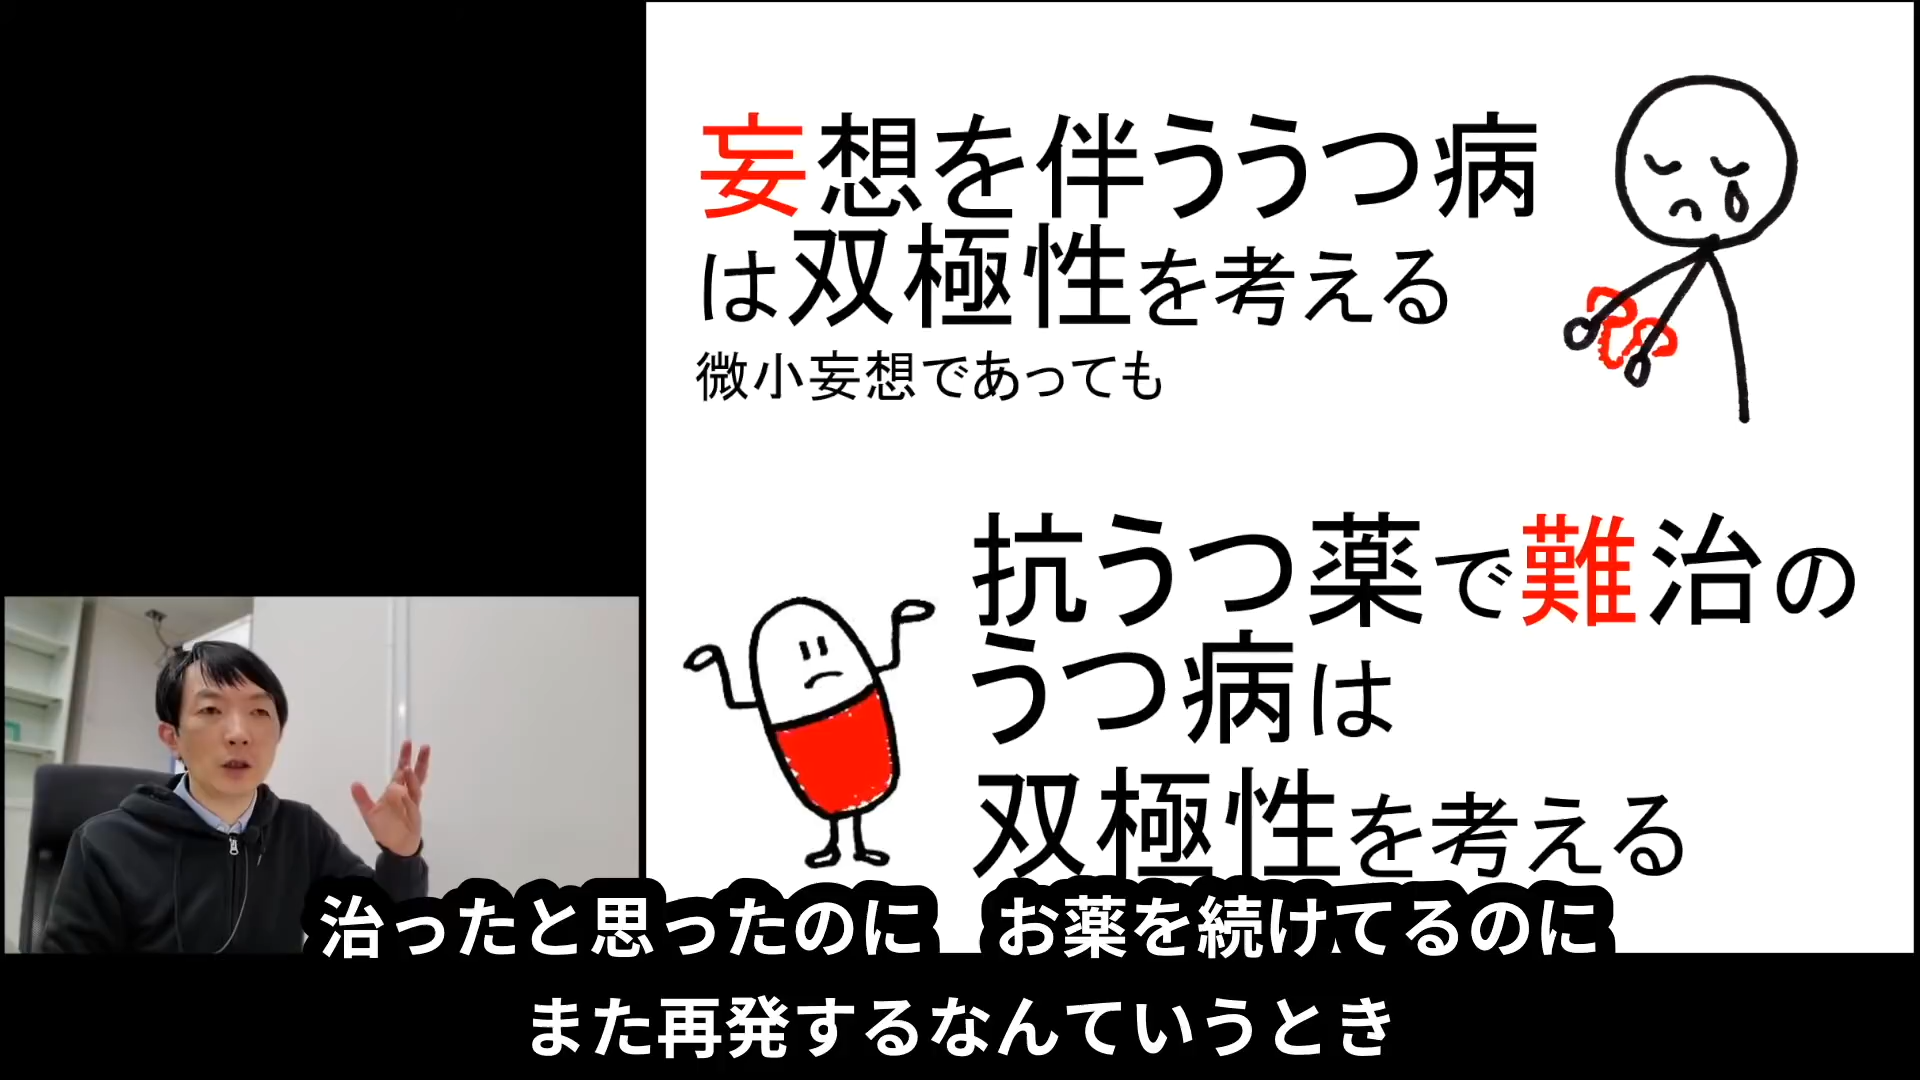 妄想を伴ううつ病
は双極性を考える
微小妄想であっても
抗うつ薬で難治の
うつ病は
双極性を考える
治ったと思ったのに　お薬を続けてるのに
また再発するなんていうとき